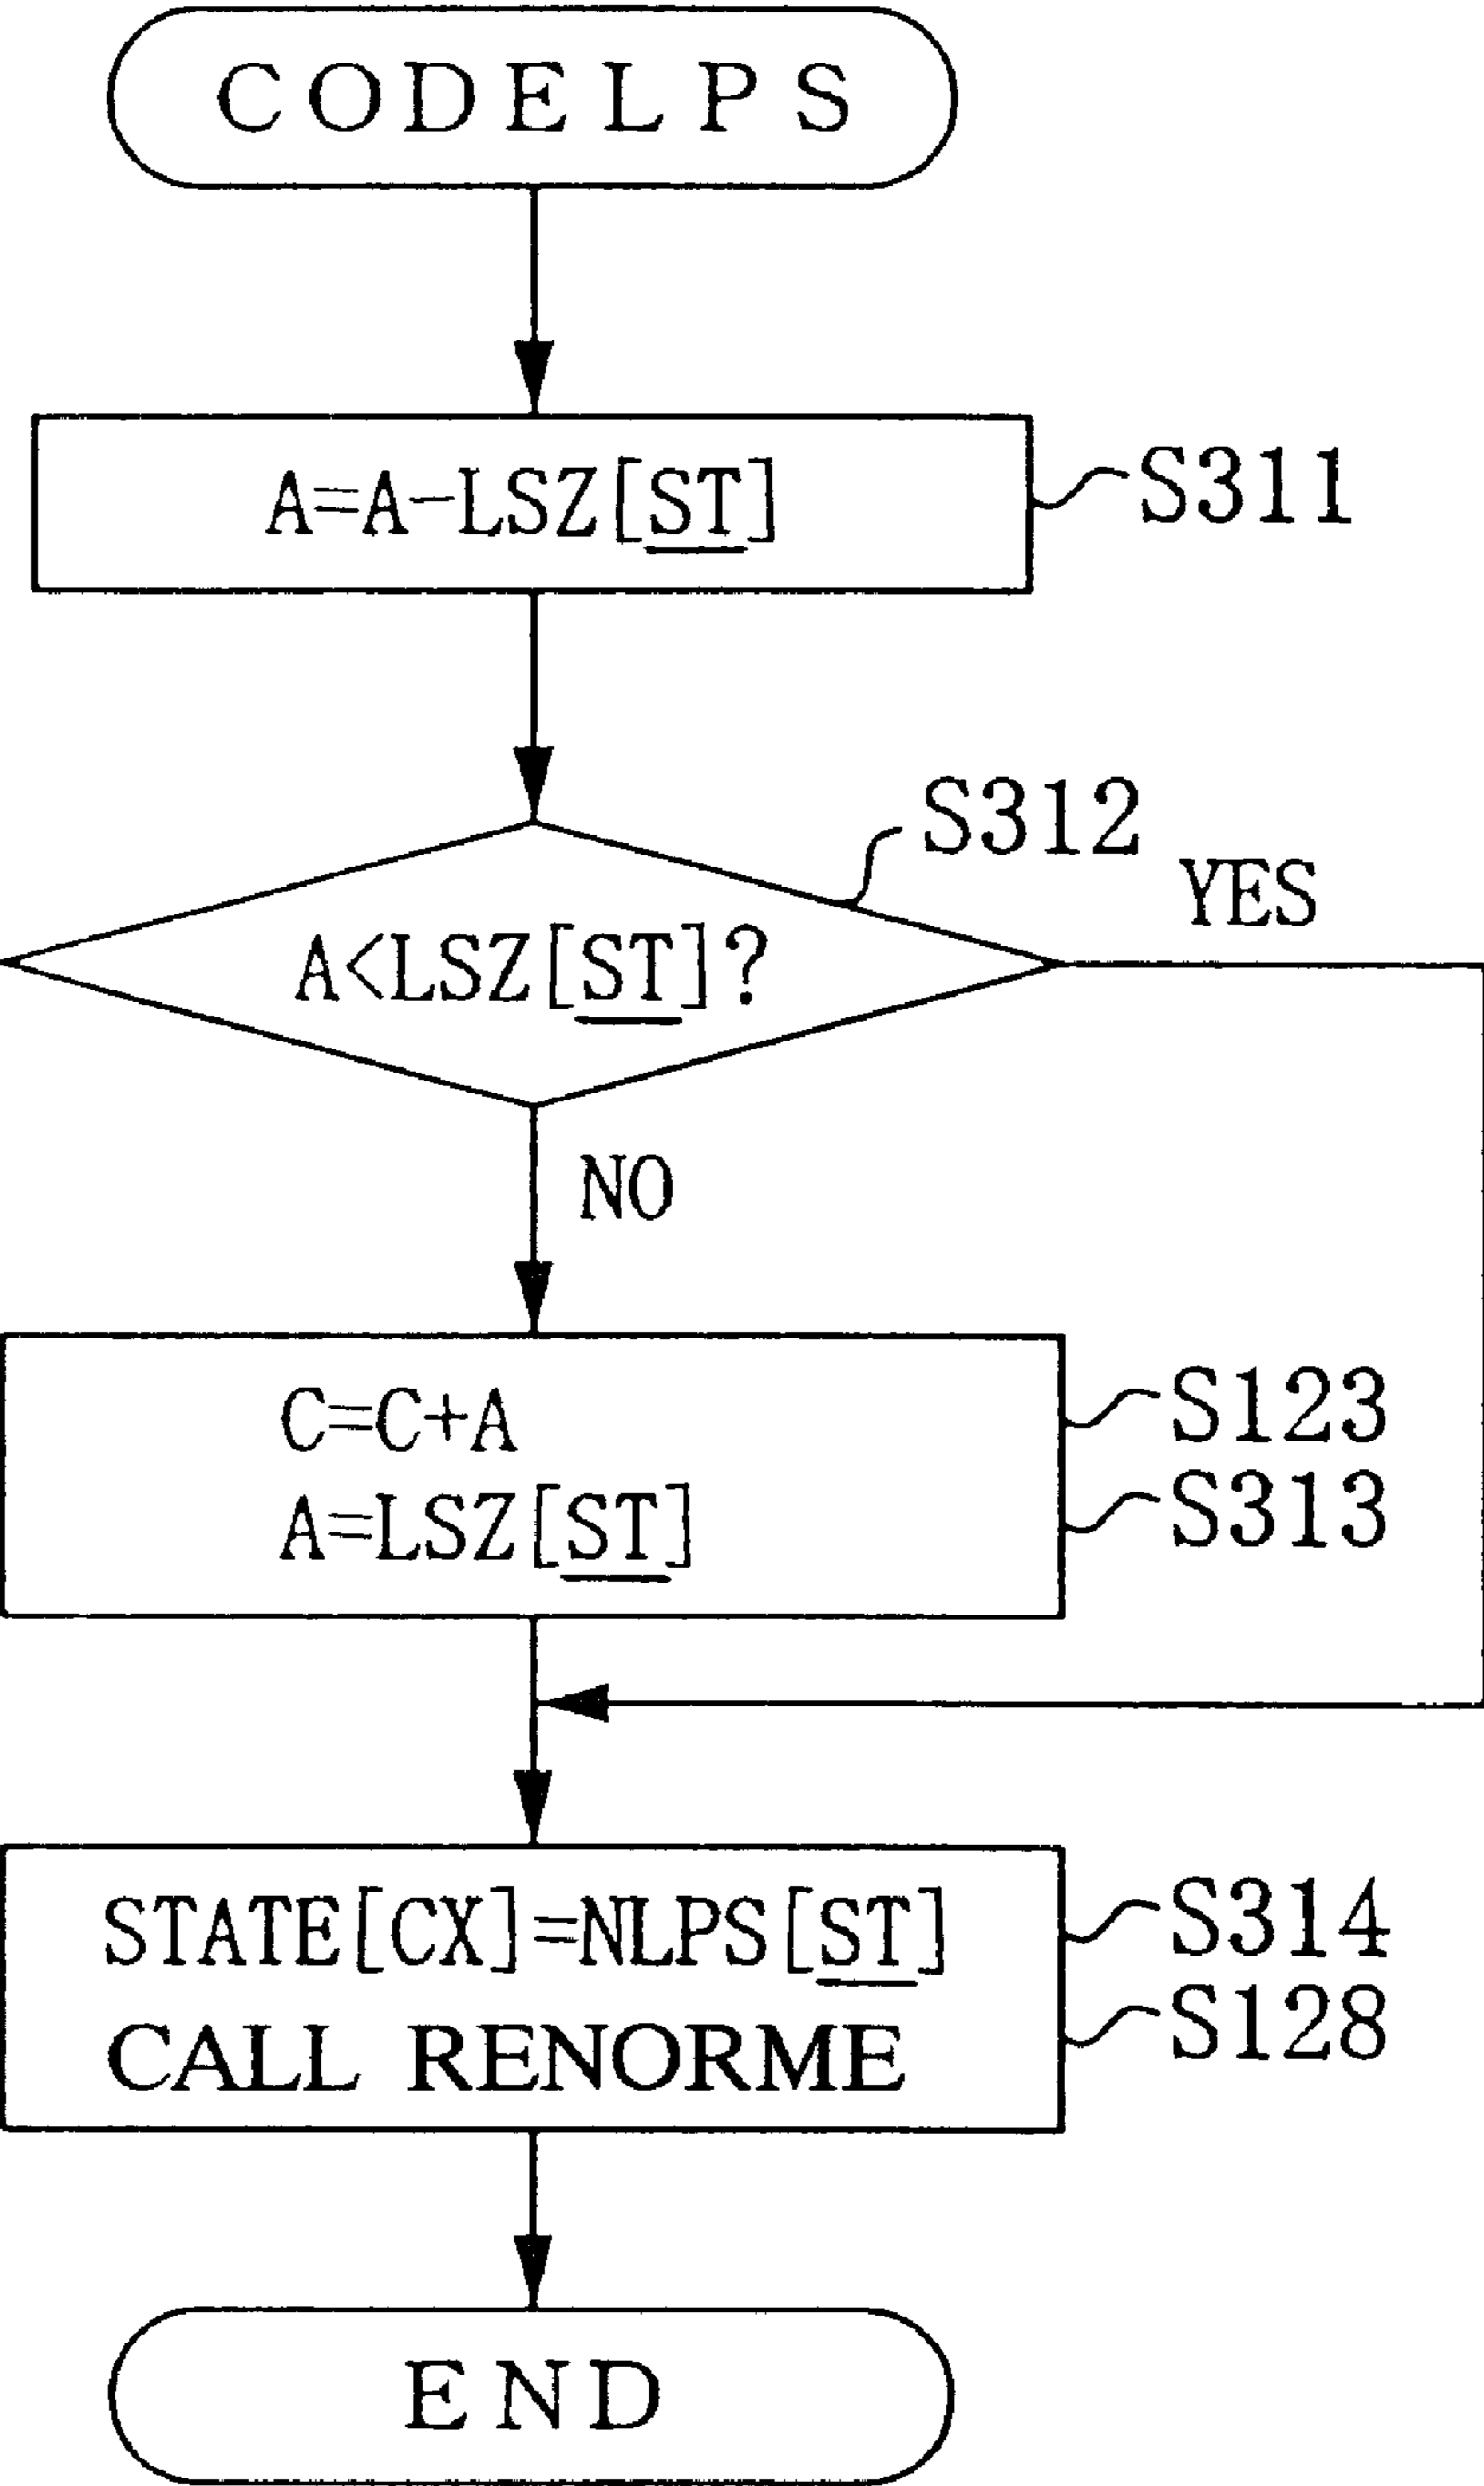 CODELPS
A=A-LSZ[ST]
S311
S312
YES
A<LSZ[ST]?
NO
C=C+A
S123
A=LSZ[ST]
S313
STATE[CX]=NLPS[ST]
S314
CALL RENORME
S128
END